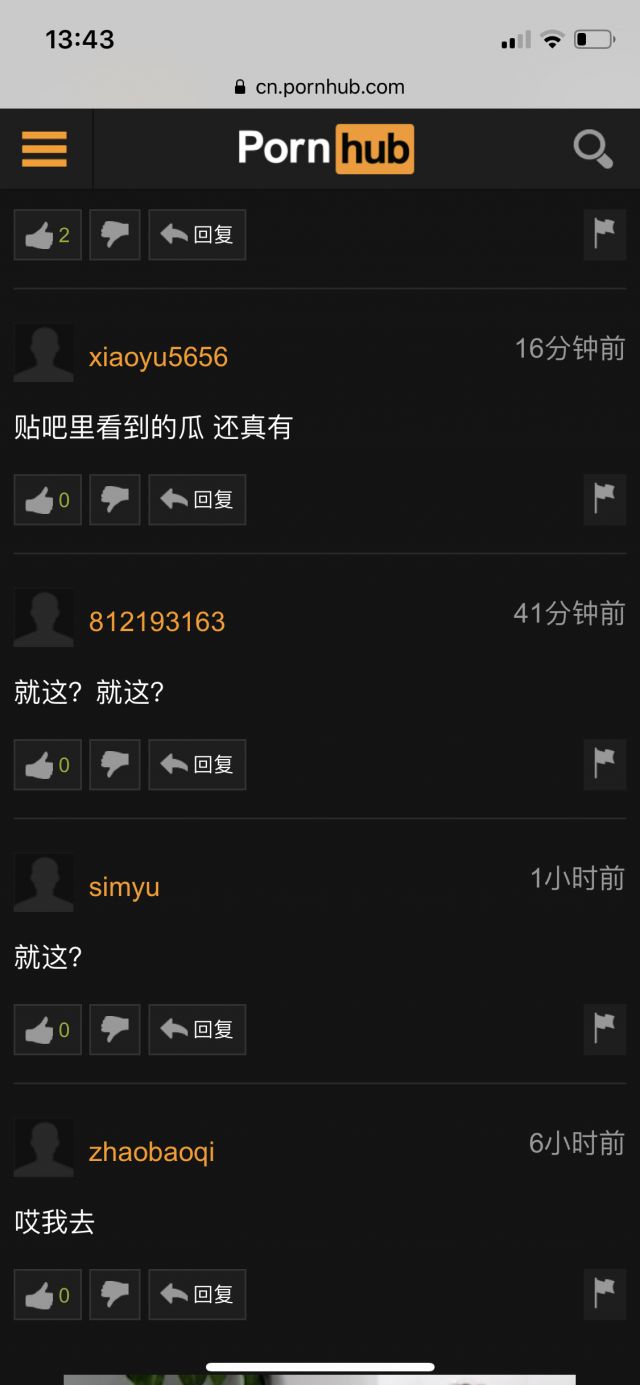 13:43
cn.pornhub.com
Porn hub
2 回复
xiaoyu5656 16分钟前
贴吧里看到的瓜 还真有
0 回复
812193163 41分钟前
就这? 就这?
0 回复
simyu 1小时前
就这?
0 回复
zhaobaoqi 6小时前
哎我去
0 回复